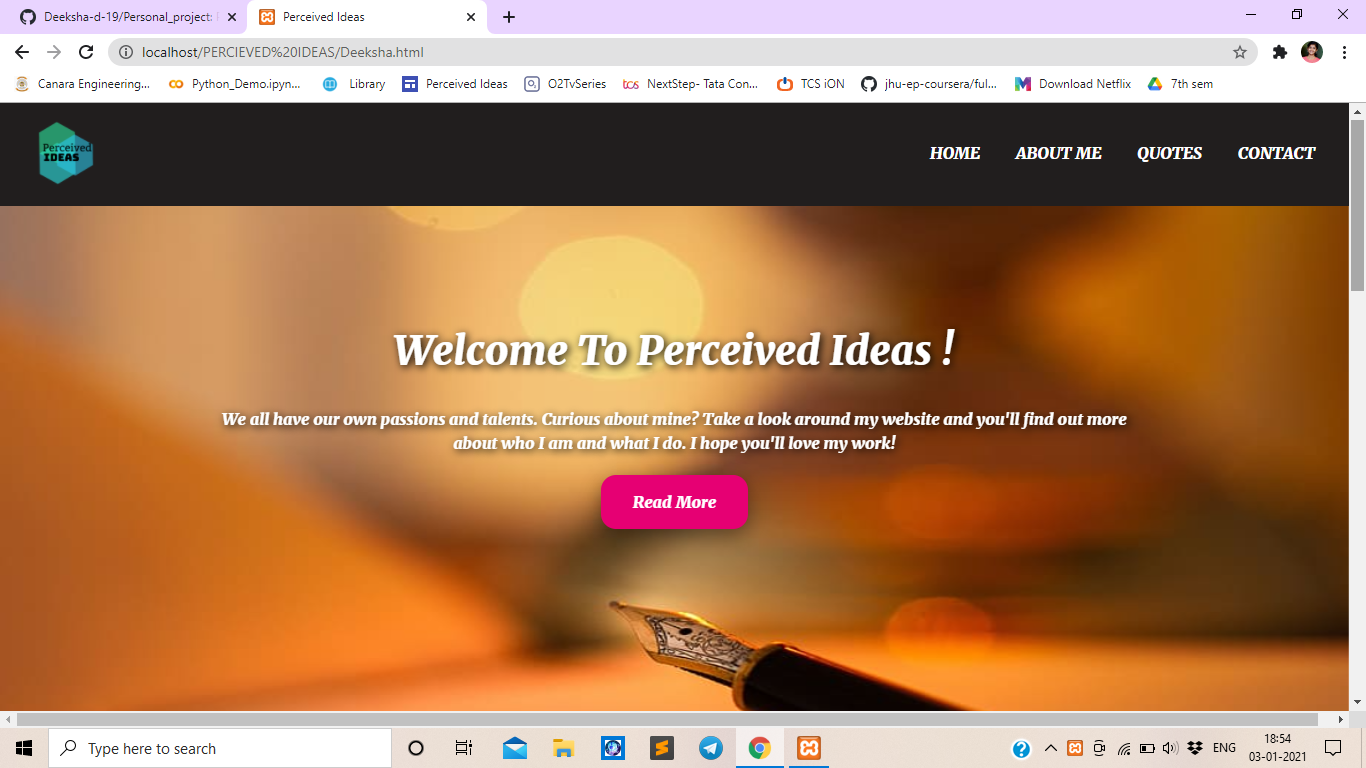 Deeksha-d-19/Personal_project:
Perceived Ideas
localhost/PERCIEVED%20IDEAS/Deeksha.html
Canara Engineering...
Python_Demo.ipyn...
Library
Perceived Ideas
O2TvSeries
tcs
NextStep- Tata Con...
TCS iON
jhu-ep-coursera/ful...
Download Netflix
7th sem
Perceived
IDEAS
HOME
ABOUT ME
QUOTES
CONTACT
Welcome To Perceived Ideas !
We all have our own passions and talents. Curious about mine? Take a look around my website and you'll find out more
about who I am and what I do. I hope you'll love my work!
Read More
Type here to search
ENG
18:54
03-01-2021